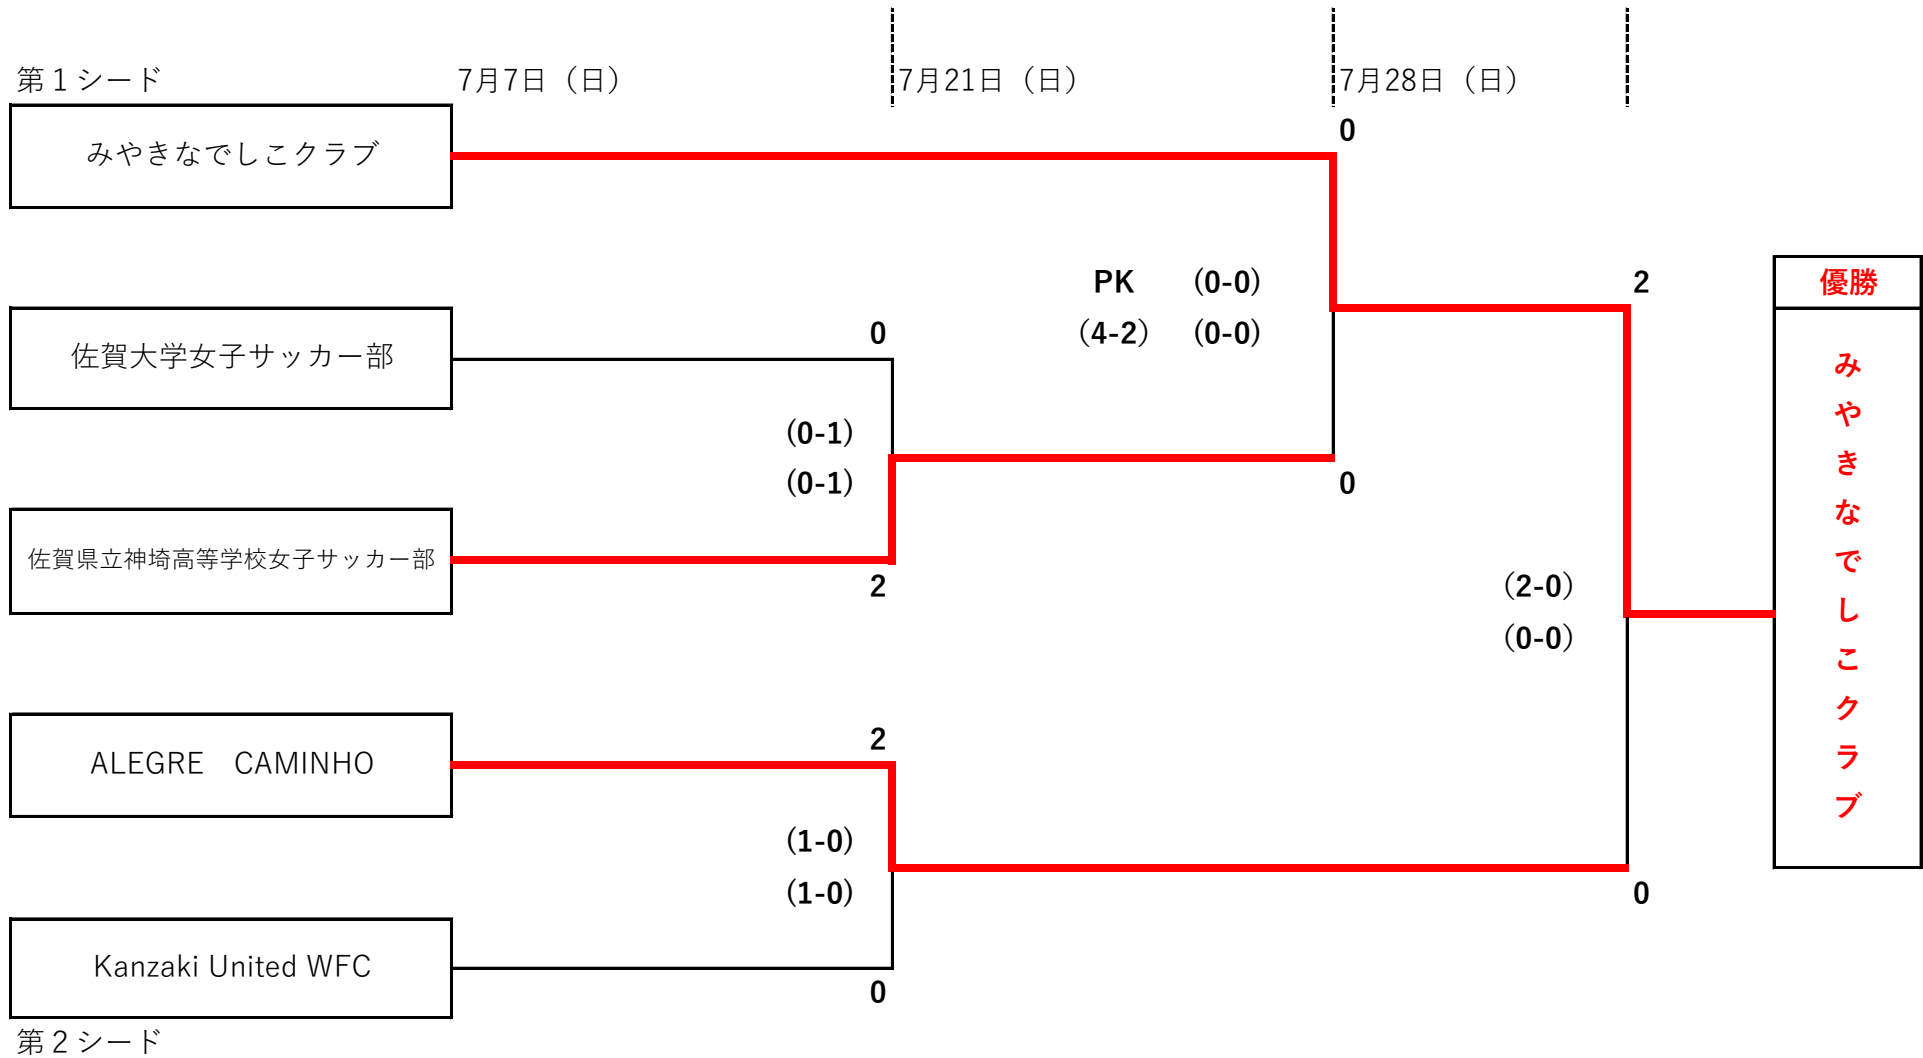 第１シード
7月7日（日）
7月21日（日）
7月28日（日）
0
みやきなでしこクラブ
PK （0-0）
（4-2） （0-0）
2
優勝
0
佐賀大学女子サッカー部
（0-1）
（0-1）
0
佐賀県立神埼高等学校女子サッカー部
2
（2-0）
（0-0）
みやきなでしこクラブ
2
ALEGRE　CAMINHO
（1-0）
（1-0）
0
Kanzaki United WFC
0
第２シード